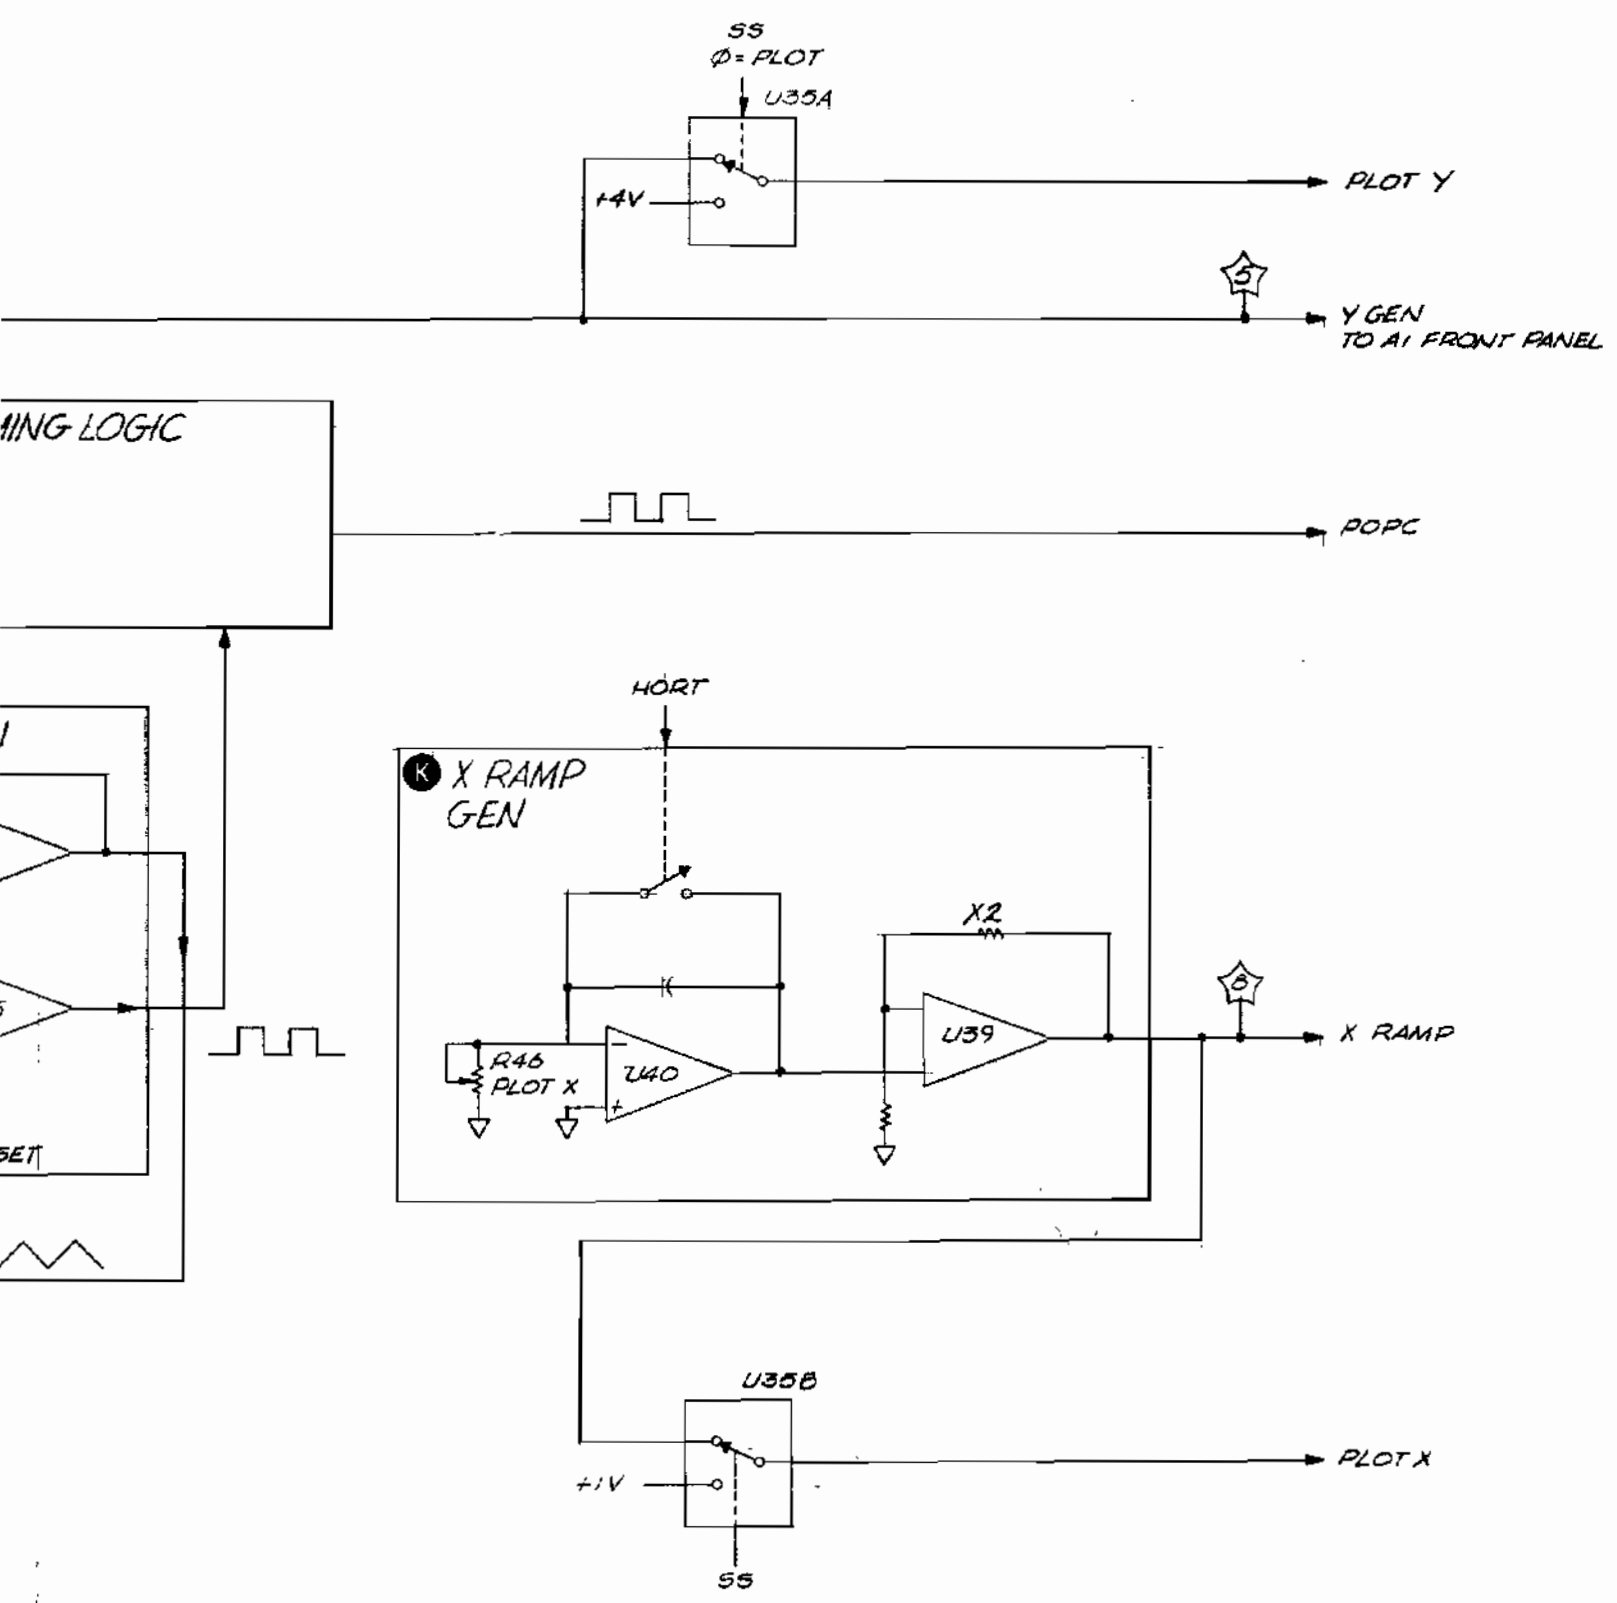 SS
Ø = PLOT
U35A
+4V
PLOT Y
5
Y GEN
TO A1 FRONT PANEL
MING LOGIC
POPC
HORT
K X RAMP
GEN
X2
8
U39
X RAMP
R46
PLOT X
U40
−
+
SET
U35B
+1V
PLOT X
SS